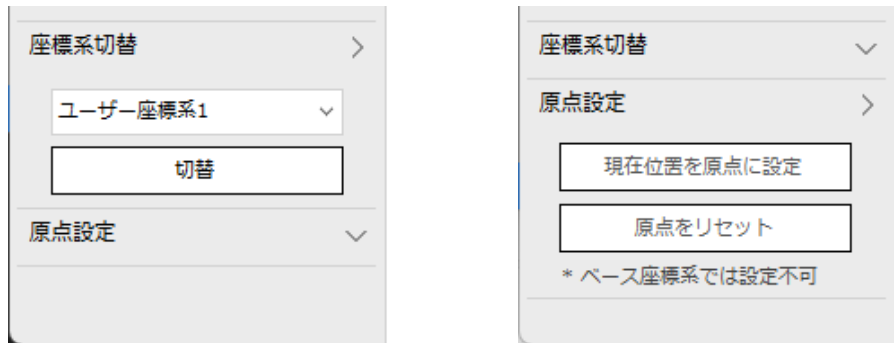 座標系切替
ユーザー座標系1
切替
原点設定
座標系切替
原点設定
現在位置を原点に設定
原点をリセット
* ベース座標系では設定不可